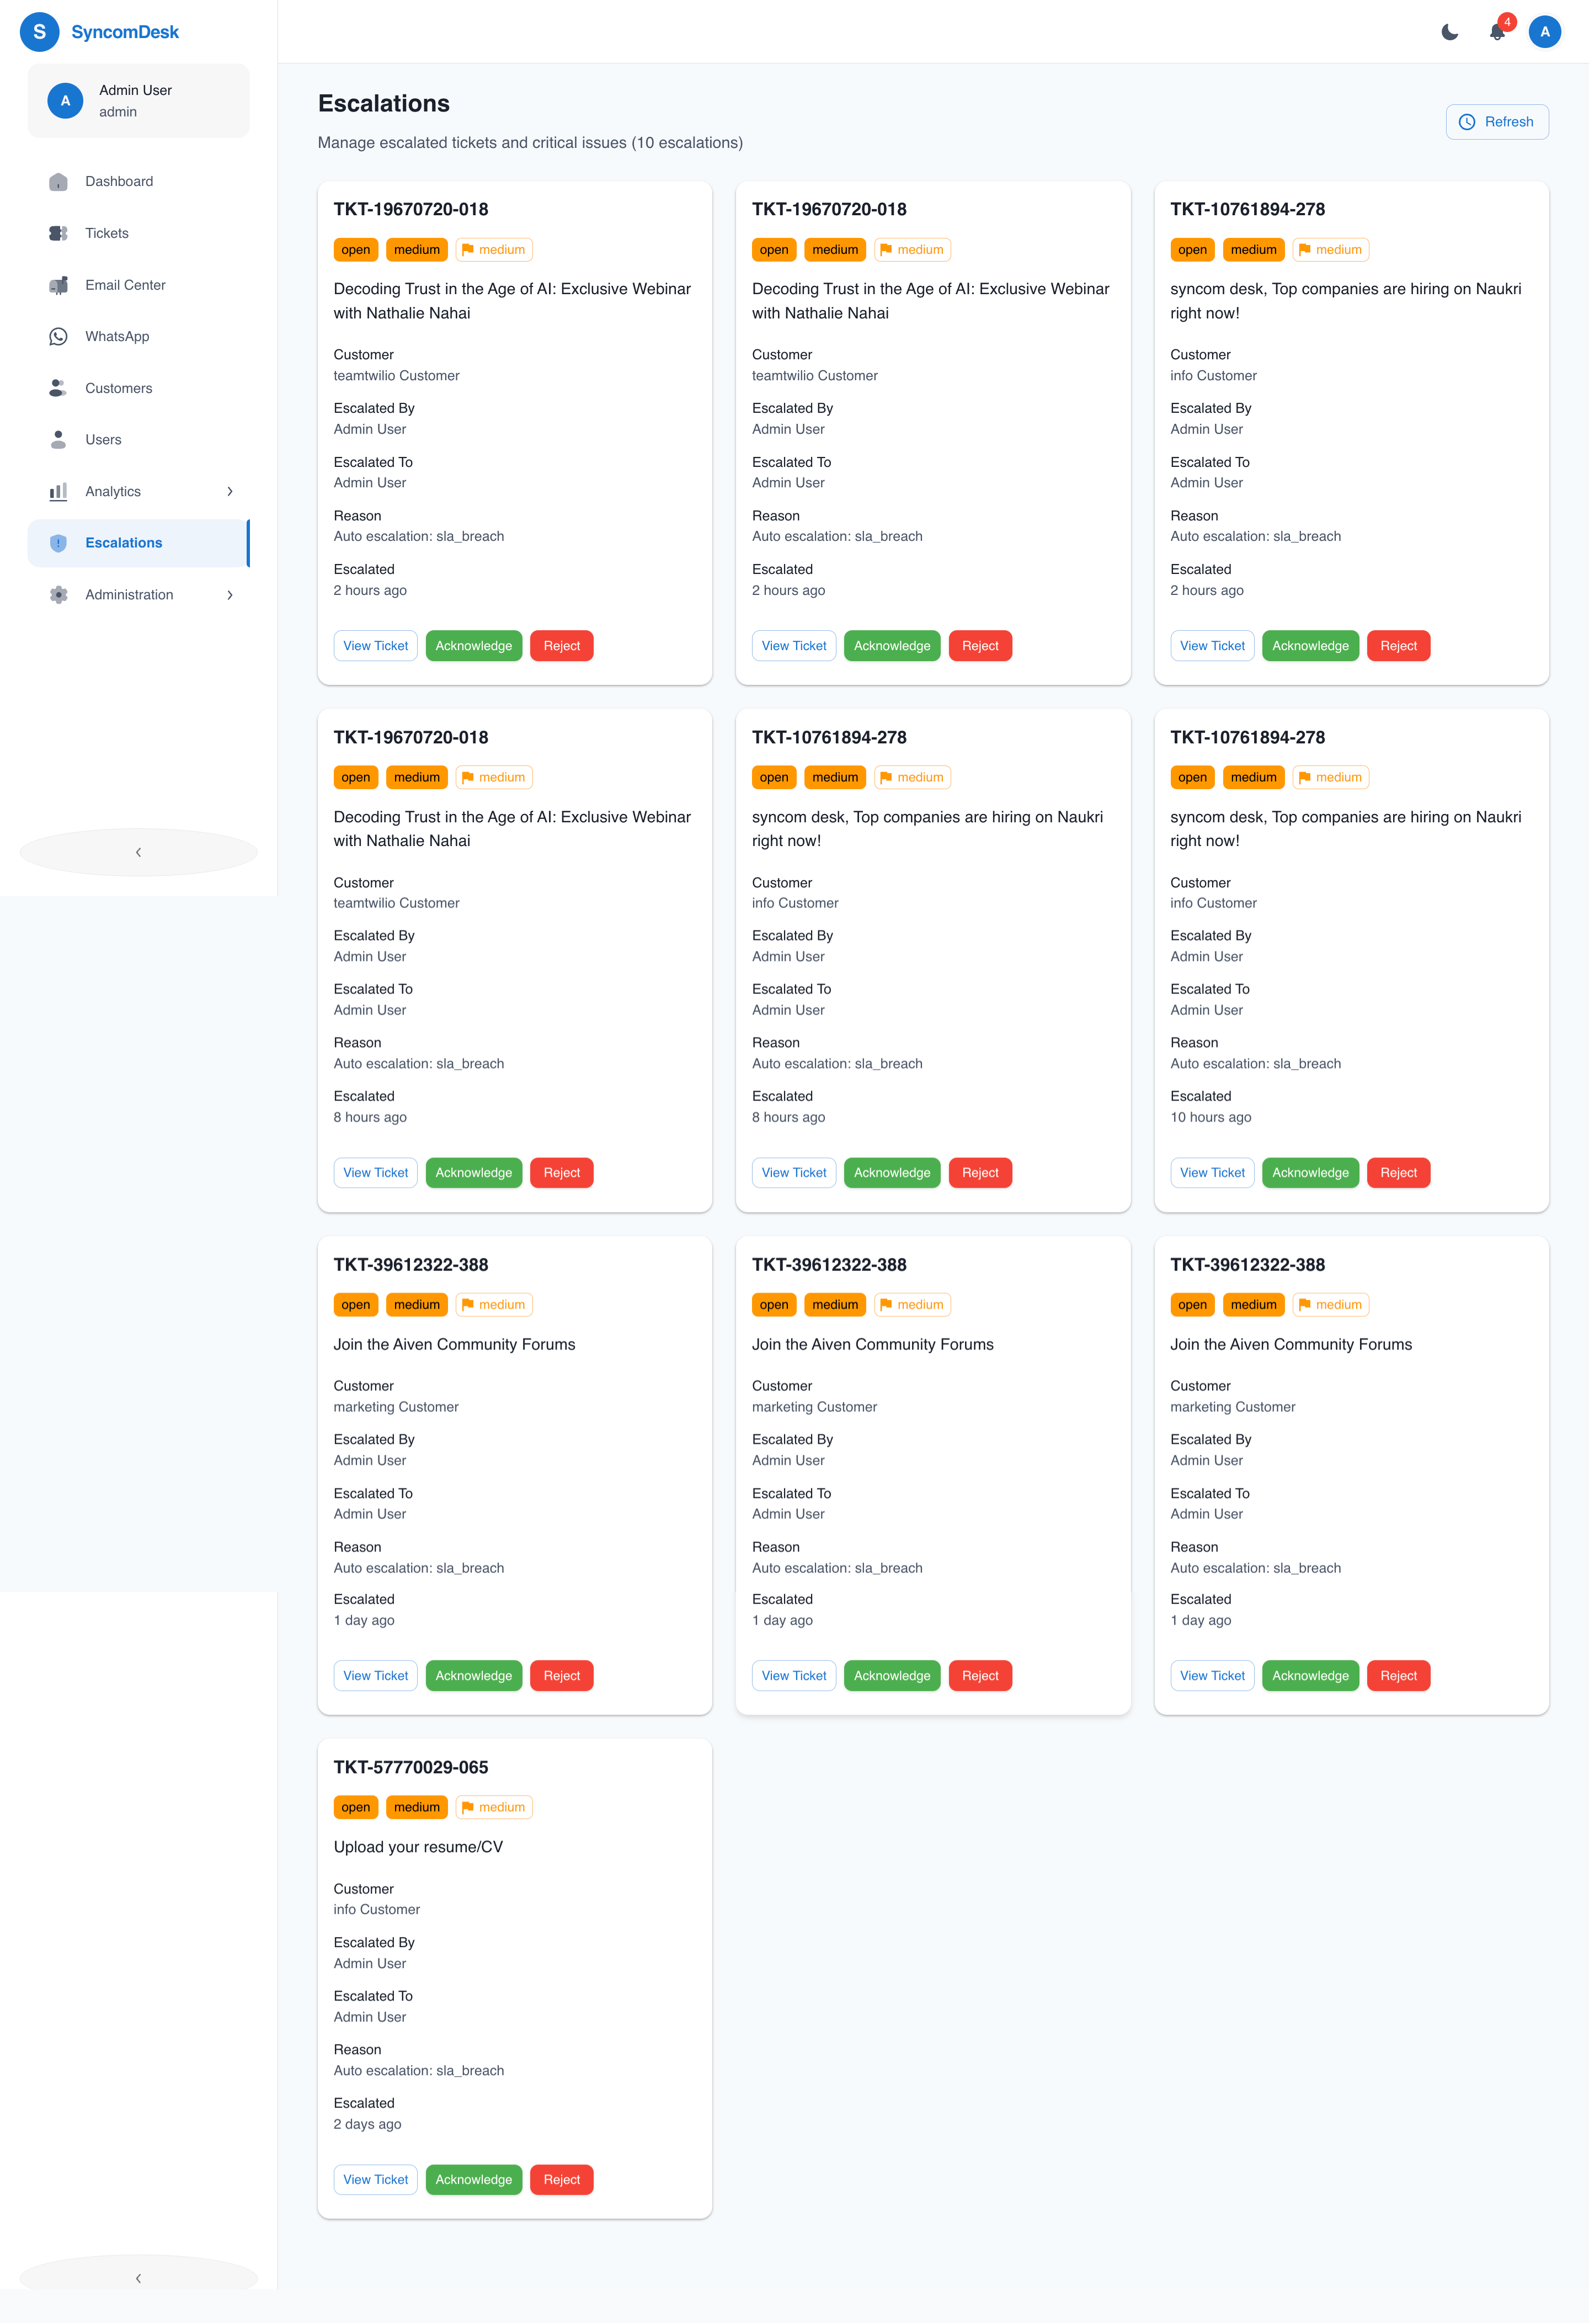 S SyncomDesk
4
A
A
Admin User
admin
Dashboard
Tickets
Email Center
WhatsApp
Customers
Users
Analytics
Escalations
Administration
Escalations
Manage escalated tickets and critical issues (10 escalations)
Refresh
TKT-19670720-018
open medium medium
Decoding Trust in the Age of AI: Exclusive Webinar
with Nathalie Nahai
Customer
teamtwilio Customer
Escalated By
Admin User
Escalated To
Admin User
Reason
Auto escalation: sla_breach
Escalated
2 hours ago
View Ticket Acknowledge Reject
TKT-19670720-018
open medium medium
Decoding Trust in the Age of AI: Exclusive Webinar
with Nathalie Nahai
Customer
teamtwilio Customer
Escalated By
Admin User
Escalated To
Admin User
Reason
Auto escalation: sla_breach
Escalated
2 hours ago
View Ticket Acknowledge Reject
TKT-10761894-278
open medium medium
syncom desk, Top companies are hiring on Naukri
right now!
Customer
info Customer
Escalated By
Admin User
Escalated To
Admin User
Reason
Auto escalation: sla_breach
Escalated
2 hours ago
View Ticket Acknowledge Reject
TKT-19670720-018
open medium medium
Decoding Trust in the Age of AI: Exclusive Webinar
with Nathalie Nahai
Customer
teamtwilio Customer
Escalated By
Admin User
Escalated To
Admin User
Reason
Auto escalation: sla_breach
Escalated
8 hours ago
View Ticket Acknowledge Reject
TKT-10761894-278
open medium medium
syncom desk, Top companies are hiring on Naukri
right now!
Customer
info Customer
Escalated By
Admin User
Escalated To
Admin User
Reason
Auto escalation: sla_breach
Escalated
8 hours ago
View Ticket Acknowledge Reject
TKT-10761894-278
open medium medium
syncom desk, Top companies are hiring on Naukri
right now!
Customer
info Customer
Escalated By
Admin User
Escalated To
Admin User
Reason
Auto escalation: sla_breach
Escalated
10 hours ago
View Ticket Acknowledge Reject
TKT-39612322-388
open medium medium
Join the Aiven Community Forums
Customer
marketing Customer
Escalated By
Admin User
Escalated To
Admin User
Reason
Auto escalation: sla_breach
Escalated
1 day ago
View Ticket Acknowledge Reject
TKT-39612322-388
open medium medium
Join the Aiven Community Forums
Customer
marketing Customer
Escalated By
Admin User
Escalated To
Admin User
Reason
Auto escalation: sla_breach
Escalated
1 day ago
View Ticket Acknowledge Reject
TKT-39612322-388
open medium medium
Join the Aiven Community Forums
Customer
marketing Customer
Escalated By
Admin User
Escalated To
Admin User
Reason
Auto escalation: sla_breach
Escalated
1 day ago
View Ticket Acknowledge Reject
TKT-57770029-065
open medium medium
Upload your resume/CV
Customer
info Customer
Escalated By
Admin User
Escalated To
Admin User
Reason
Auto escalation: sla_breach
Escalated
2 days ago
View Ticket Acknowledge Reject